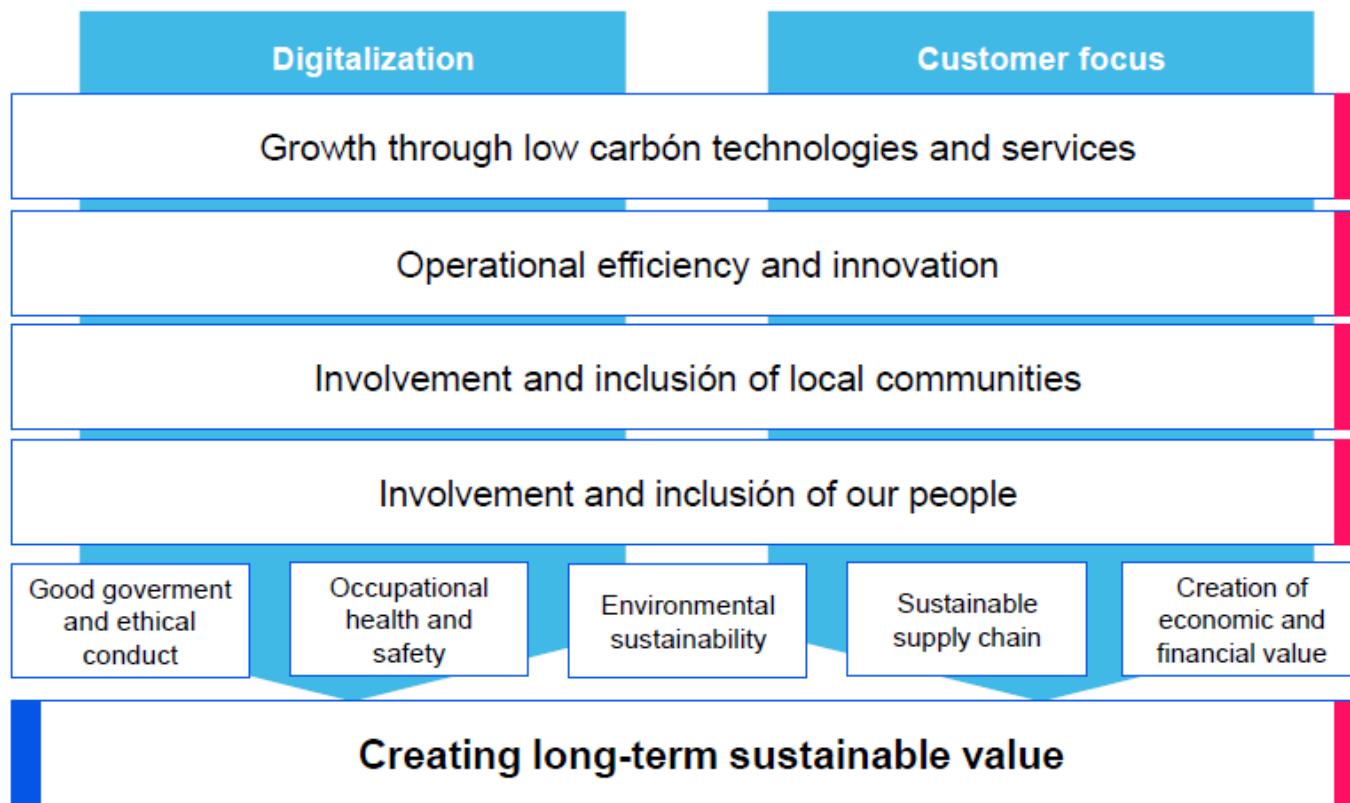 Digitalization
Customer focus
Growth through low carbón technologies and services
Operational efficiency and innovation
Involvement and inclusión of local communities
Involvement and inclusión of our people
Good goverment
and ethical
conduct
Occupational
health and
safety
Environmental
sustainability
Sustainable
supply chain
Creation of
economic and
financial value
Creating long-term sustainable value